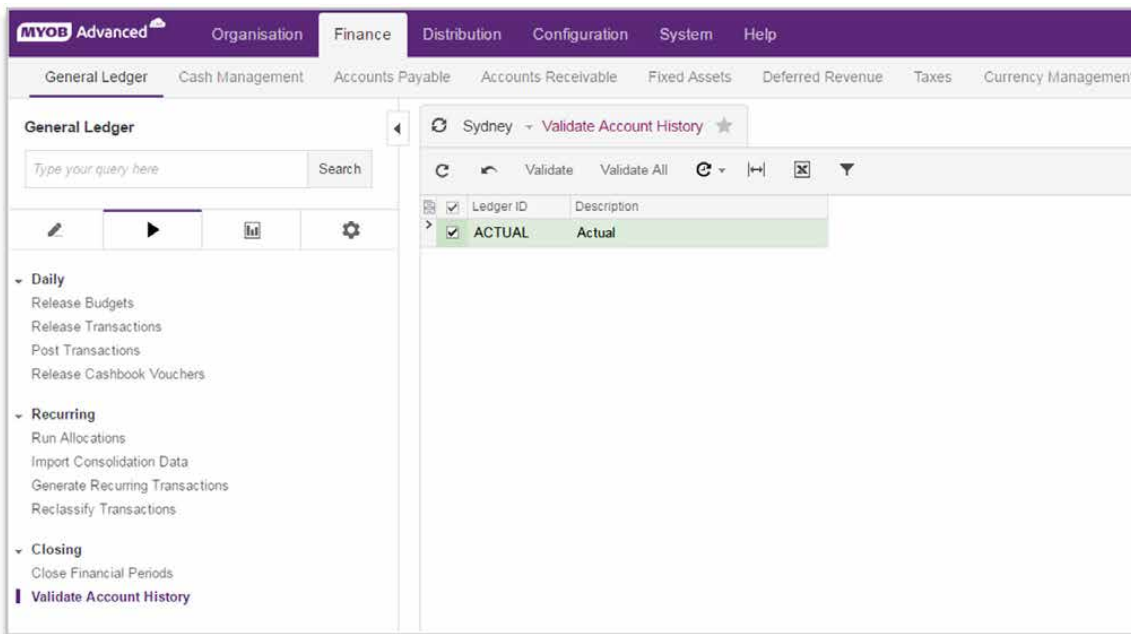 MYOB Advanced Organisation Finance Distribution Configuration System Help
General Ledger Cash Management Accounts Payable Accounts Receivable Fixed Assets Deferred Revenue Taxes Currency Management
General Ledger
Type your query here Search
Daily
Release Budgets
Release Transactions
Post Transactions
Release Cashbook Vouchers
Recurring
Run Allocations
Import Consolidation Data
Generate Recurring Transactions
Reclassify Transactions
Closing
Close Financial Periods
Validate Account History
Sydney Validate Account History
Validate Validate All
Ledger ID Description
ACTUAL Actual